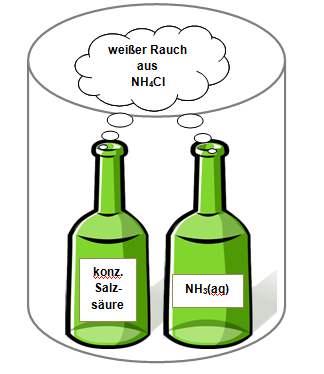 weißer Rauch
aus
NH₄Cl
konz.
Salz-
säure
NH₃(aq)